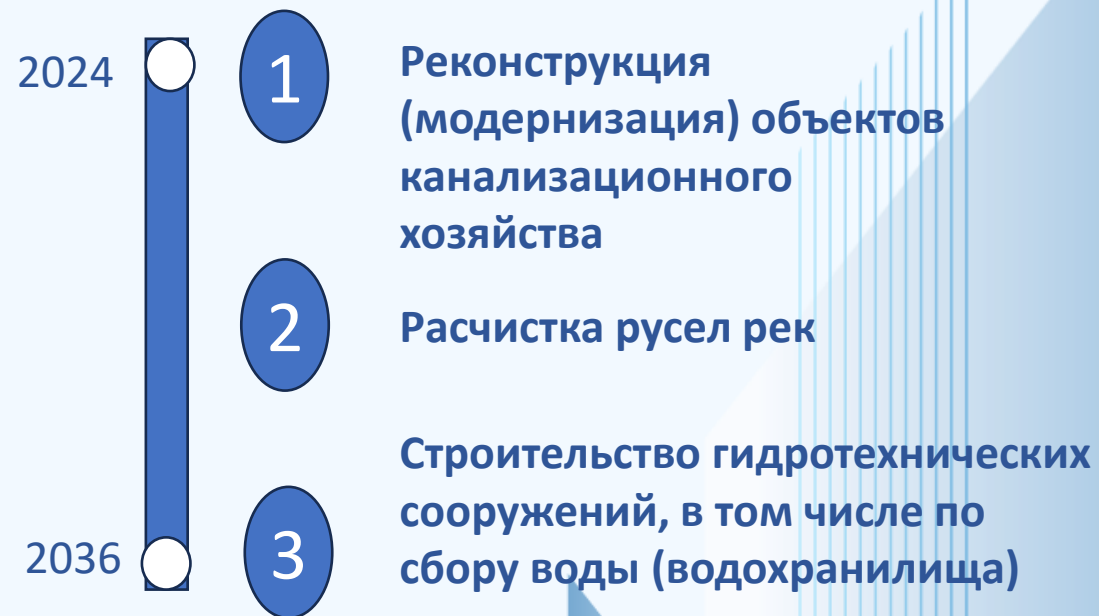 2024
1
Реконструкция
(модернизация) объектов
канализационного
хозяйства
2
Расчистка русел рек
2036
3
Строительство гидротехнических
сооружений, в том числе по
сбору воды (водохранилища)